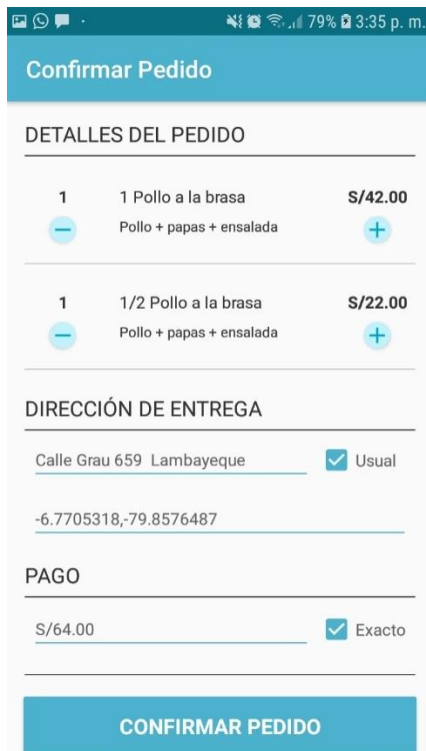 79% 3:35 p. m.
Confirmar Pedido
DETALLES DEL PEDIDO
1 1 Pollo a la brasa S/42.00
Pollo + papas + ensalada
1 1/2 Pollo a la brasa S/22.00
Pollo + papas + ensalada
DIRECCIÓN DE ENTREGA
Calle Grau 659 Lambayeque Usual
-6.7705318,-79.8576487
PAGO
S/64.00 Exacto
CONFIRMAR PEDIDO